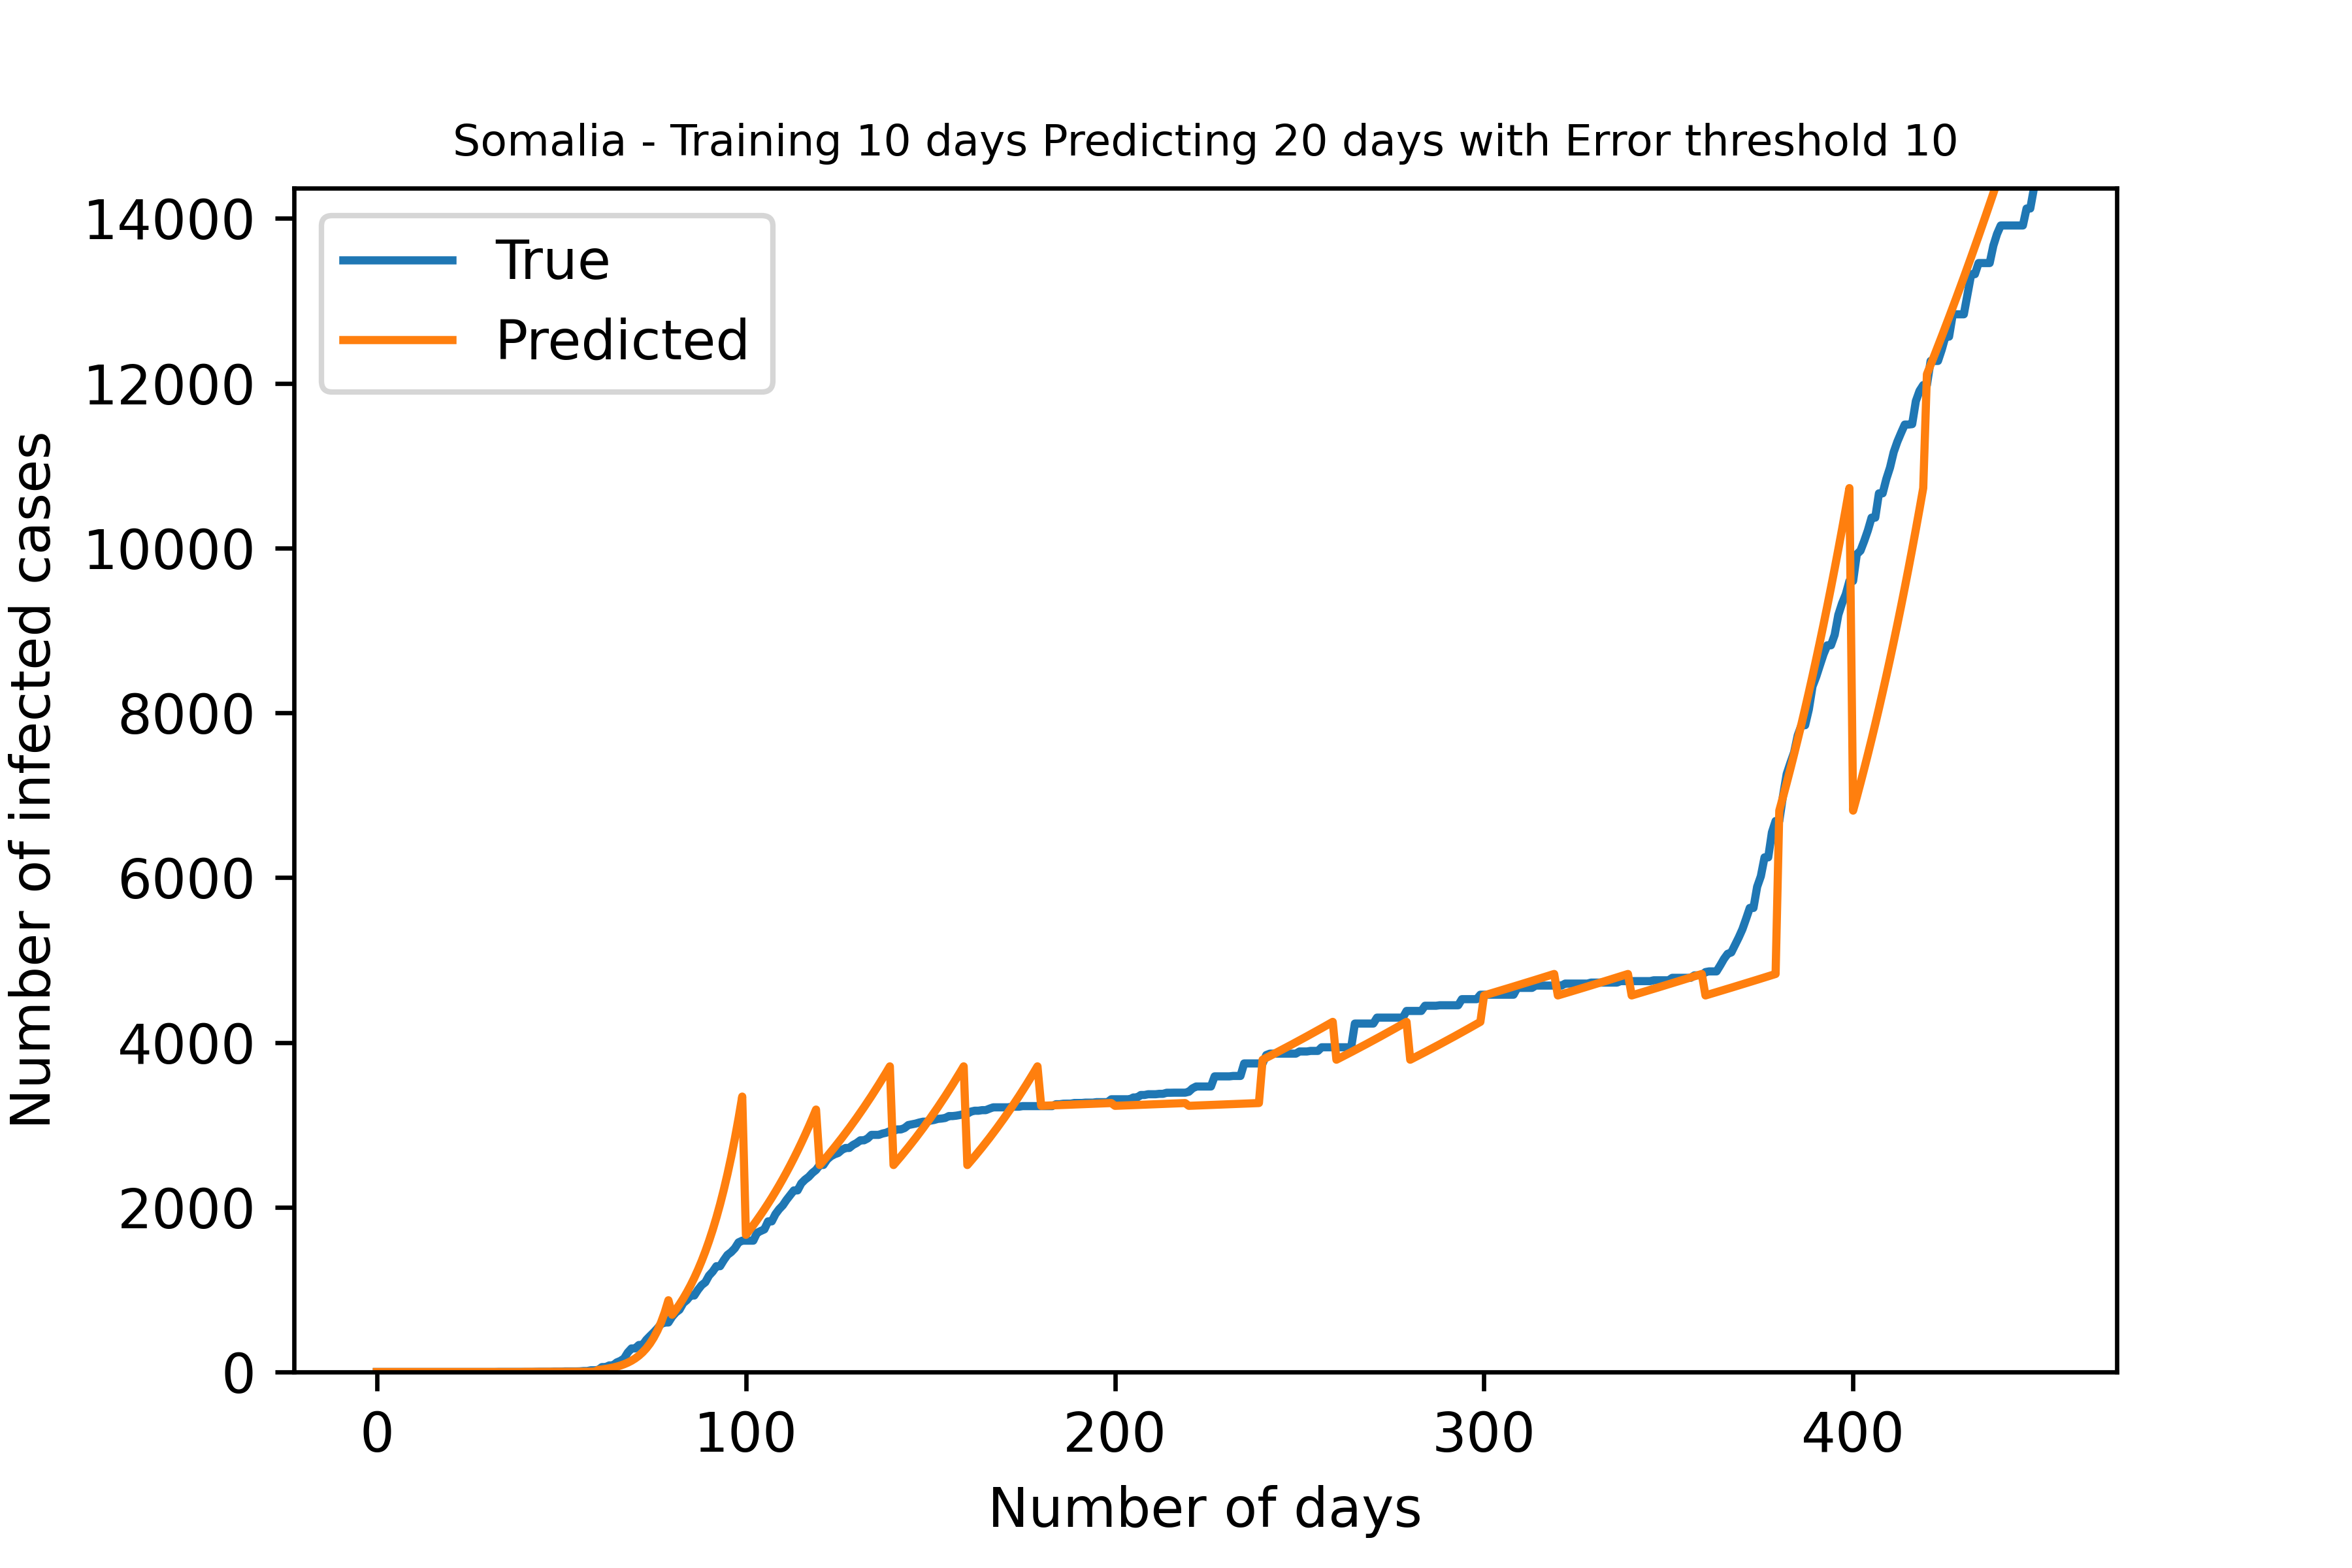 Somalia - Training 10 days Predicting 20 days with Error threshold 10
True
Predicted
Number of infected cases
14000
12000
10000
8000
6000
4000
2000
0
0 100 200 300 400
Number of days